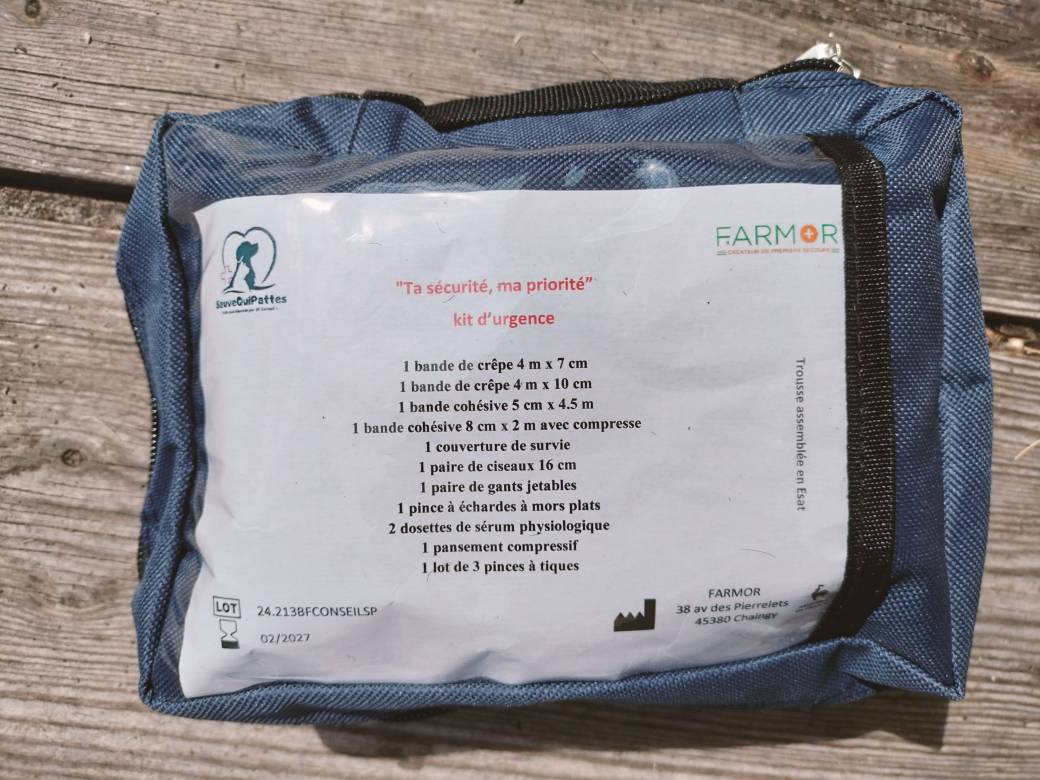 SauveQuiPattes
FARMOR
CRÉATEUR DE PREMIERS SECOURS
"Ta sécurité, ma priorité”
kit d’urgence
1 bande de crêpe 4 m x 7 cm
1 bande de crêpe 4 m x 10 cm
1 bande cohésive 5 cm x 4.5 m
1 bande cohésive 8 cm x 2 m avec compresse
1 couverture de survie
1 paire de ciseaux 16 cm
1 paire de gants jetables
1 pince à échardes à mors plats
2 dosettes de sérum physiologique
1 pansement compressif
1 lot de 3 pinces à tiques
Trousse assemblée en Esat
LOT
24.213BFCONSEILSP
02/2027
FARMOR
38 av des Pierrelets
45380 Chaingy